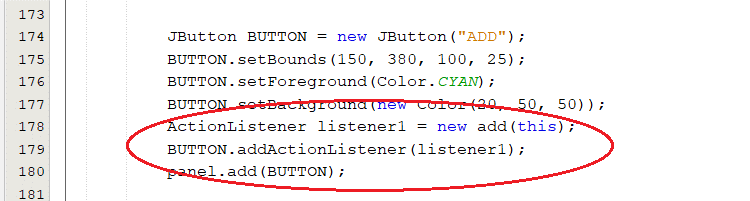 173
174 JButton BUTTON = new JButton("ADD");
175 BUTTON.setBounds(150, 380, 100, 25);
176 BUTTON.setForeground(Color.CYAN);
177 BUTTON.setBackground(new Color(20, 50, 50));
178 ActionListener listener1 = new add(this);
179 BUTTON.addActionListener(listener1);
180 panel.add(BUTTON);
181